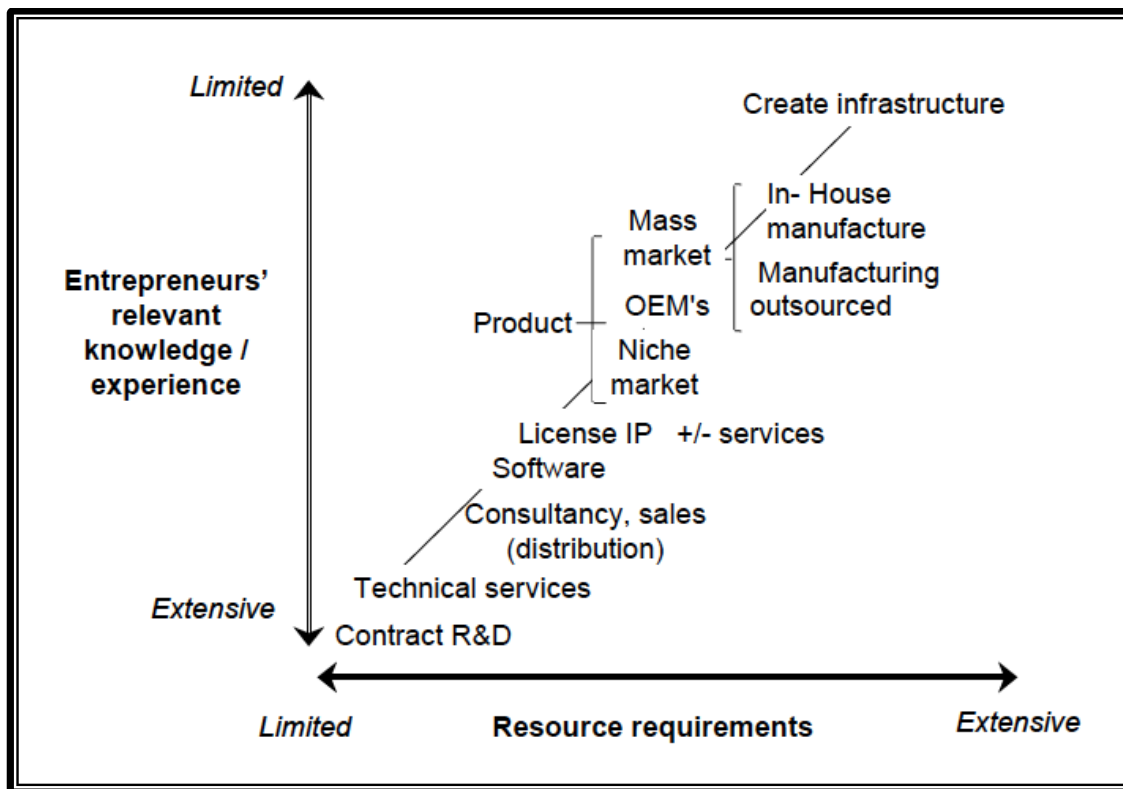 Limited
Create infrastructure
In- House
manufacture
Mass
market
Entrepreneurs'
relevant
knowledge /
experience
Manufacturing
outsourced
Product
OEM's
Niche
market
License IP +/- services
Software
Consultancy, sales
(distribution)
Technical services
Extensive
Contract R&D
Limited
Resource requirements
Extensive